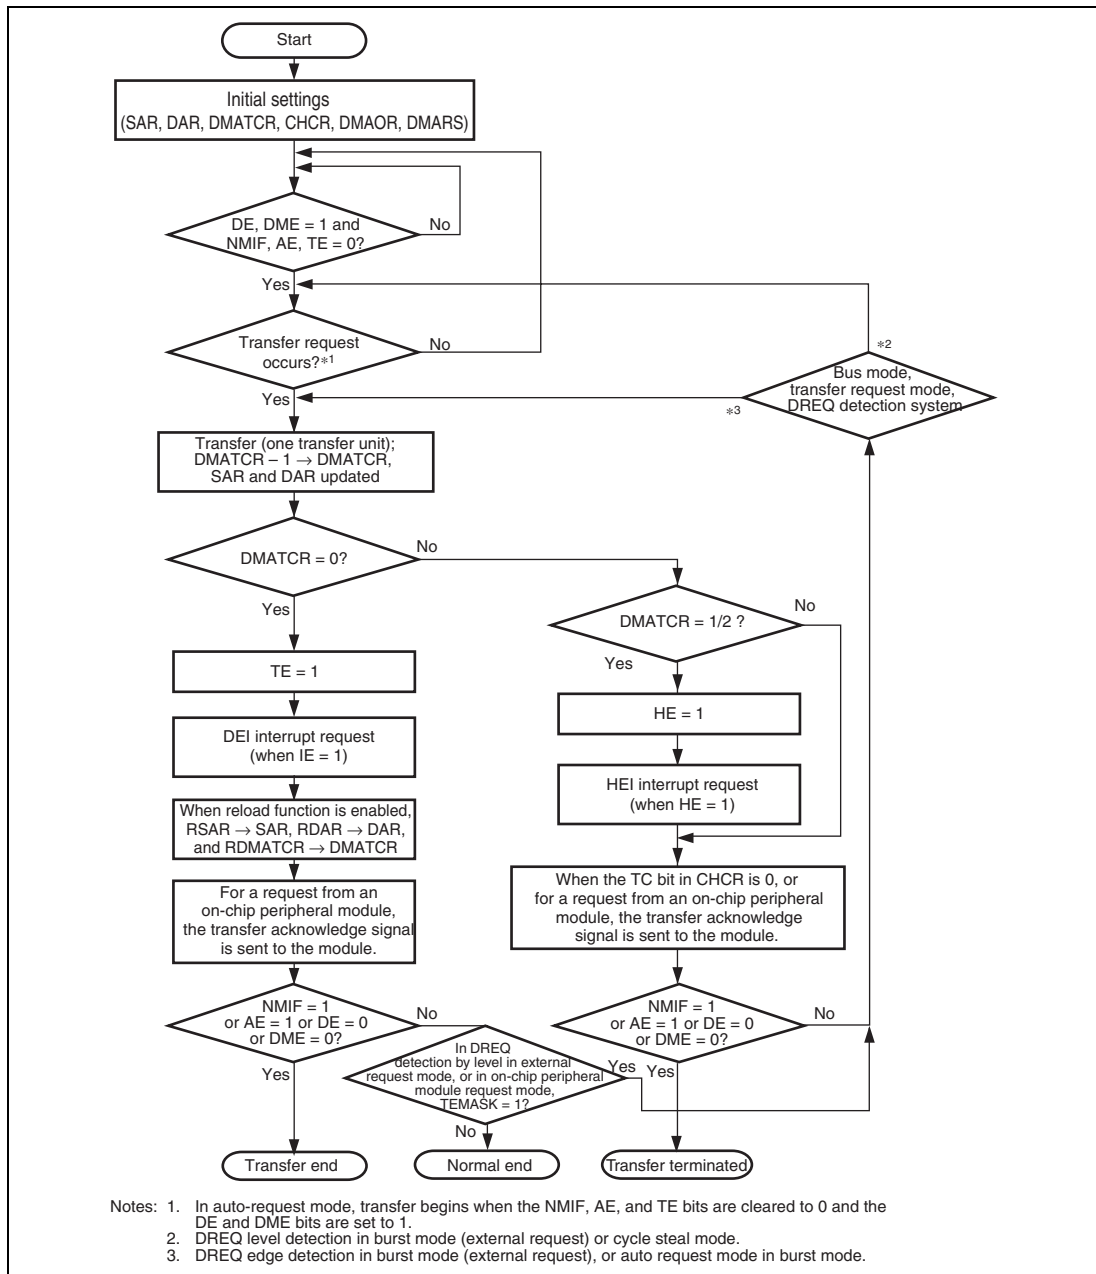 Start
Initial settings
(SAR, DAR, DMATCR, CHCR, DMAOR, DMARS)
DE, DME = 1 and
NMIF, AE, TE = 0?
No
Yes
Transfer request
occurs?*1
No
Yes
*2
Bus mode,
transfer request mode,
DREQ detection system
*3
Transfer (one transfer unit);
DMATCR – 1 → DMATCR,
SAR and DAR updated
DMATCR = 0?
No
Yes
DMATCR = 1/2 ?
No
Yes
TE = 1
HE = 1
DEI interrupt request
(when IE = 1)
HEI interrupt request
(when HE = 1)
When reload function is enabled,
RSAR → SAR, RDAR → DAR,
and RDMATCR → DMATCR
For a request from an
on-chip peripheral module,
the transfer acknowledge signal
is sent to the module.
When the TC bit in CHCR is 0, or
for a request from an on-chip peripheral
module, the transfer acknowledge
signal is sent to the module.
NMIF = 1
or AE = 1 or DE = 0
or DME = 0?
No
Yes
In DREQ
detection by level in external
request mode, or in on-chip peripheral
module request mode,
TEMASK = 1?
Yes
No
NMIF = 1
or AE = 1 or DE = 0
or DME = 0?
No
Yes
Transfer end
Normal end
Transfer terminated
Notes: 1. In auto-request mode, transfer begins when the NMIF, AE, and TE bits are cleared to 0 and the
DE and DME bits are set to 1.
2. DREQ level detection in burst mode (external request) or cycle steal mode.
3. DREQ edge detection in burst mode (external request), or auto request mode in burst mode.